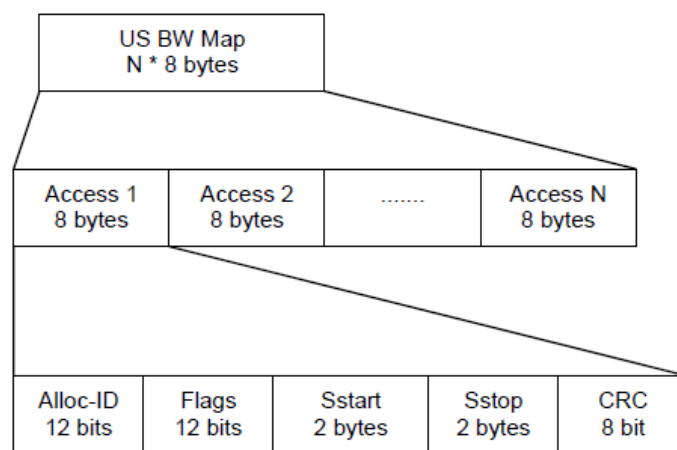 US BW Map
N * 8 bytes
Access 1
8 bytes
Access 2
8 bytes
.......
Access N
8 bytes
Alloc-ID
12 bits
Flags
12 bits
Sstart
2 bytes
Sstop
2 bytes
CRC
8 bit